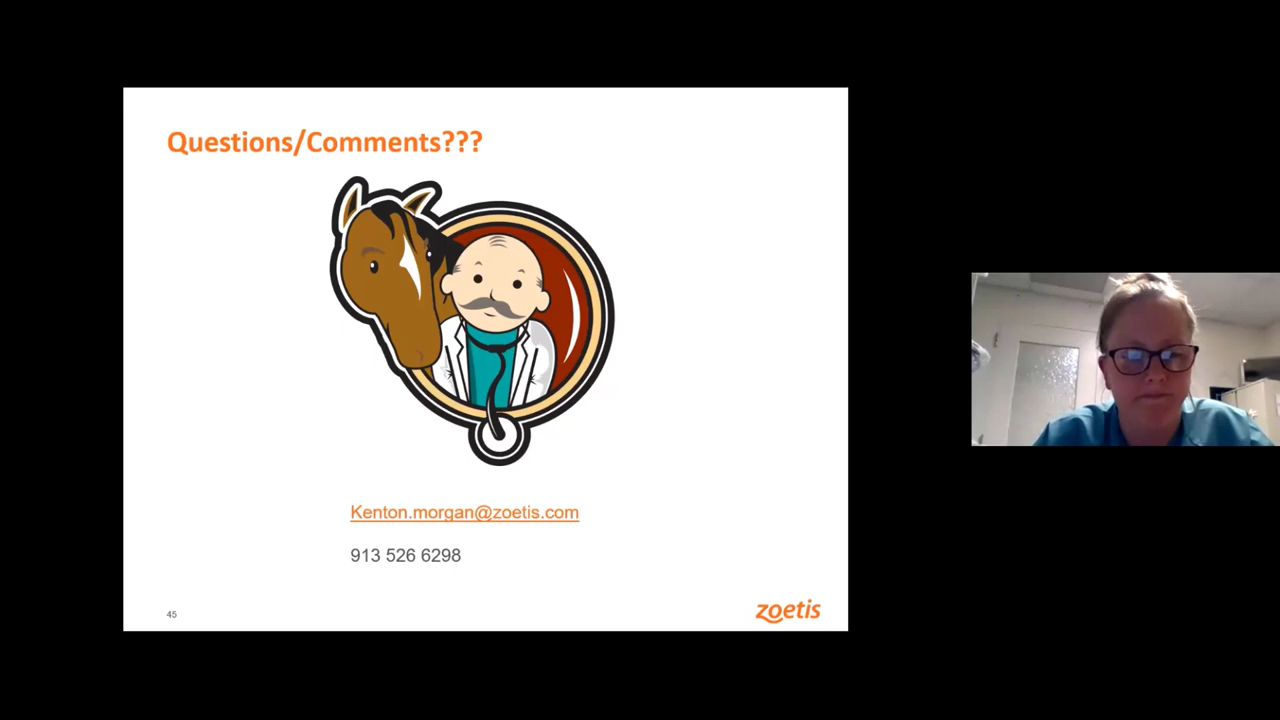 Questions/Comments???
Kenton.morgan@zoetis.com
913 526 6298
45
zoetis